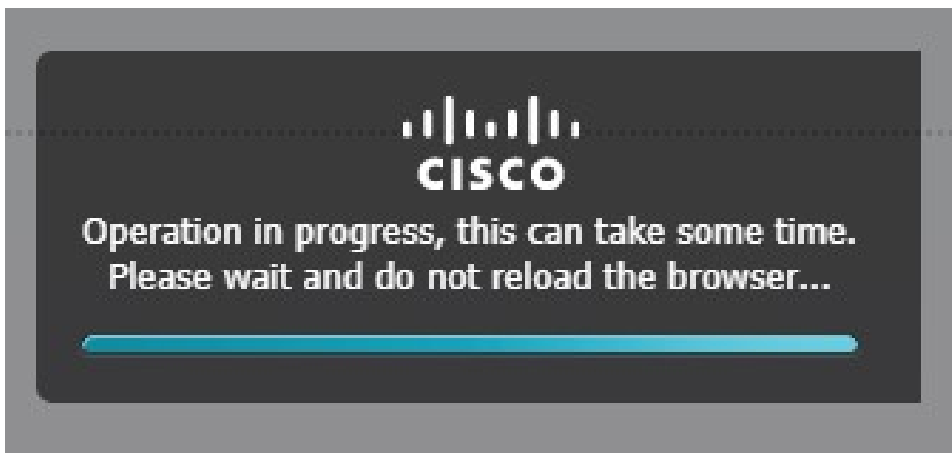 CISCO
Operation in progress, this can take some time.
Please wait and do not reload the browser...